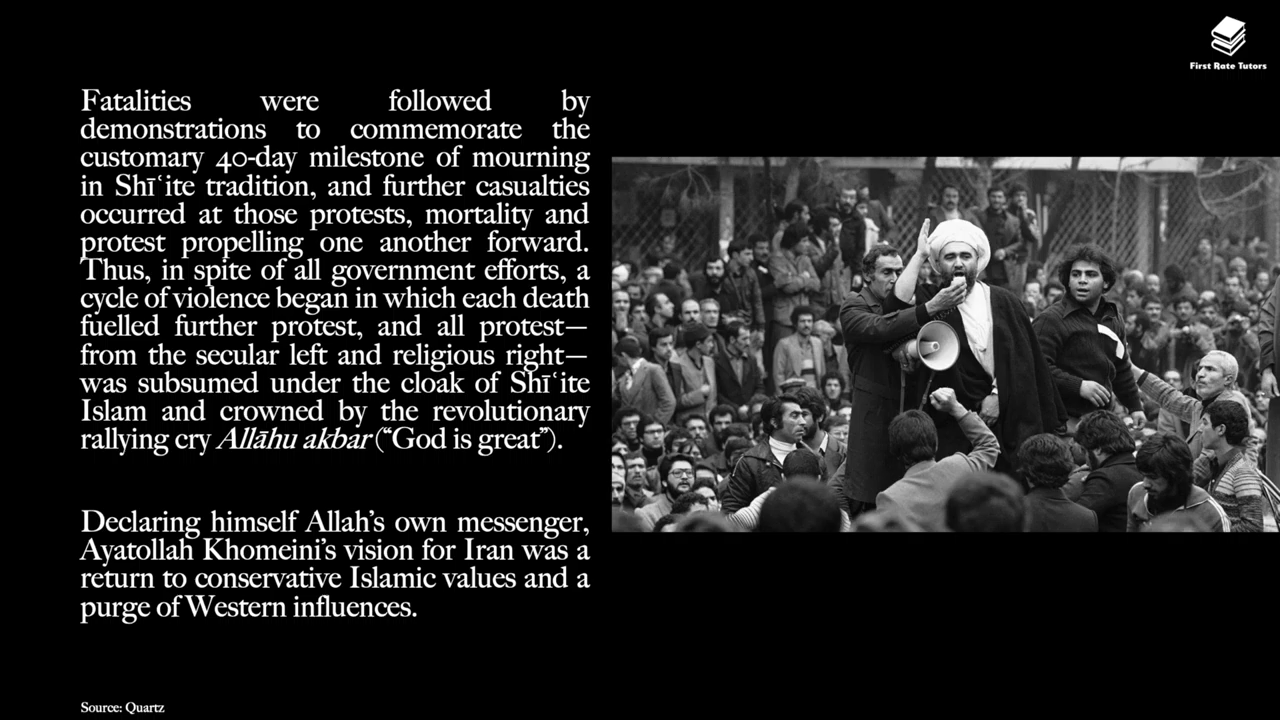 First Rate Tutors
Fatalities were followed by
demonstrations to commemorate the
customary 40-day milestone of mourning
in Shīʿite tradition, and further casualties
occurred at those protests, mortality and
protest propelling one another forward.
Thus, in spite of all government efforts, a
cycle of violence began in which each death
fuelled further protest, and all protest—
from the secular left and religious right—
was subsumed under the cloak of Shīʿite
Islam and crowned by the revolutionary
rallying cry Allāhu akbar (“God is great”).
Declaring himself Allah’s own messenger,
Ayatollah Khomeini’s vision for Iran was a
return to conservative Islamic values and a
purge of Western influences.
Source: Quartz